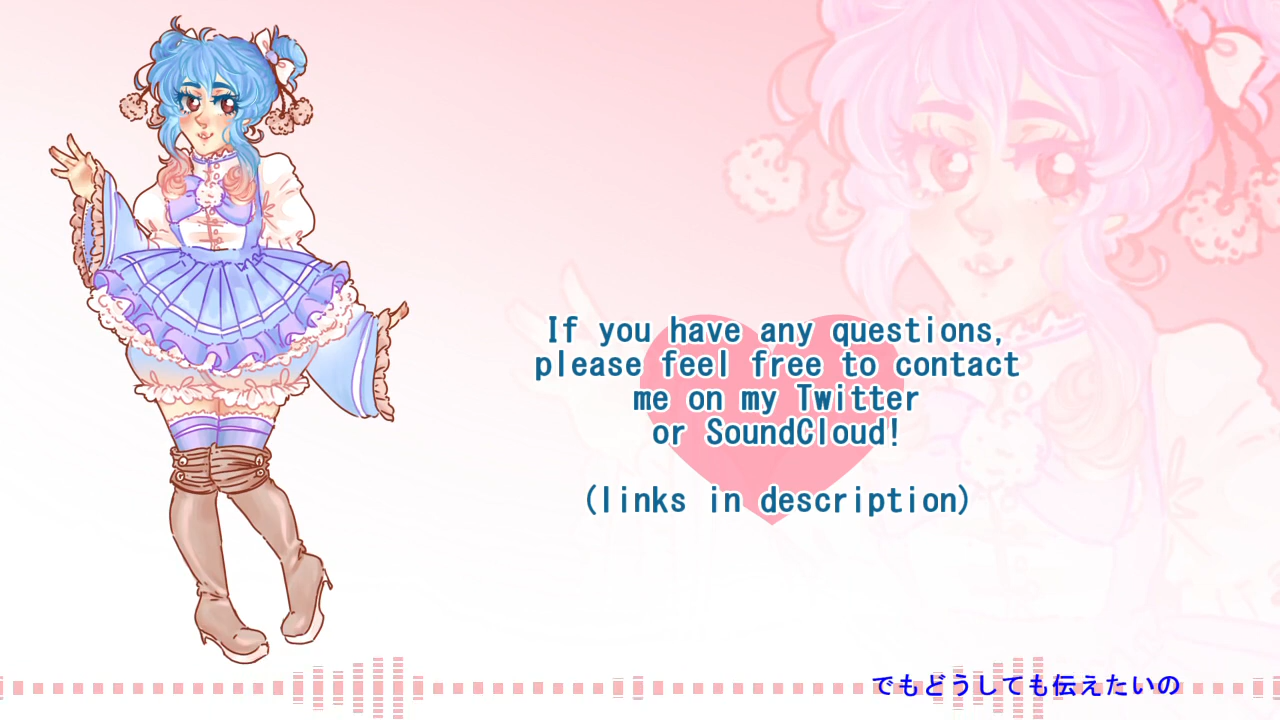 If you have any questions,
please feel free to contact
me on my Twitter
or SoundCloud!
(links in description)
でもどうしても伝えたいの